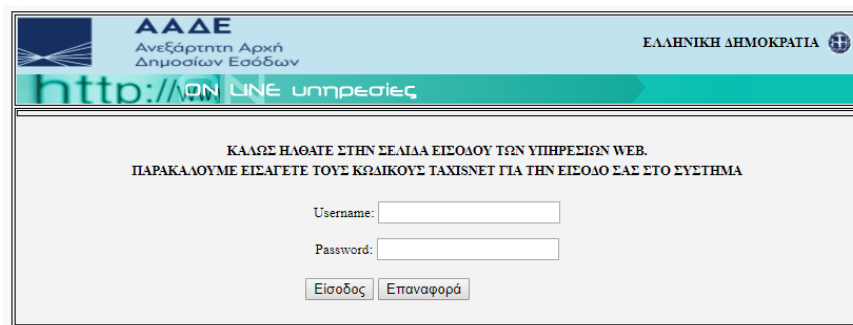 ΑΑΔΕ
Ανεξάρτητη Αρχή
Δημοσίων Εσόδων
ΕΛΛΗΝΙΚΗ ΔΗΜΟΚΡΑΤΙΑ
http://www
ON LINE υπηρεσίες
ΚΑΛΩΣ ΗΛΘΑΤΕ ΣΤΗΝ ΣΕΛΙΔΑ ΕΙΣΟΔΟΥ ΤΩΝ ΥΠΗΡΕΣΙΩΝ WEB.
ΠΑΡΑΚΑΛΟΥΜΕ ΕΙΣΑΓΕΤΕ ΤΟΥΣ ΚΩΔΙΚΟΥΣ TAXISNET ΓΙΑ ΤΗΝ ΕΙΣΟΔΟ ΣΑΣ ΣΤΟ ΣΥΣΤΗΜΑ
Username:
Password:
Είσοδος Επαναφορά